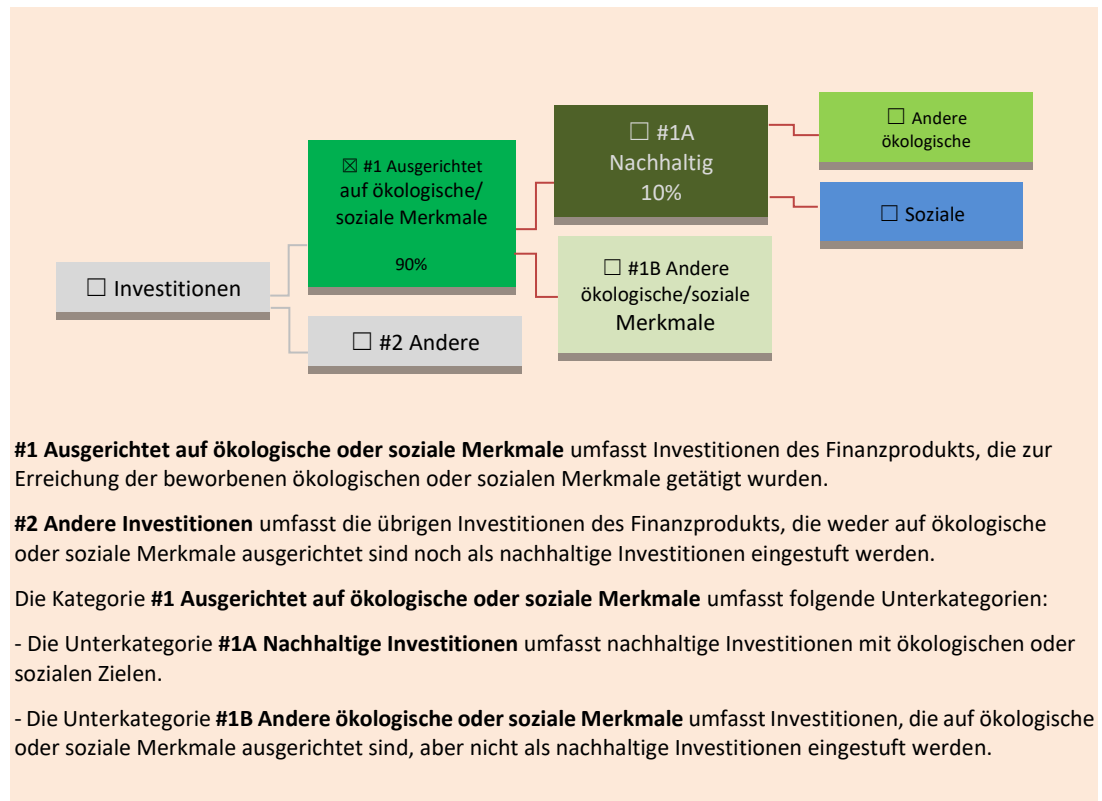 ☐ Investitionen
☒ #1 Ausgerichtet
auf ökologische/
soziale Merkmale
90%
☐ #2 Andere
☐ #1A
Nachhaltig
10%
☐ #1B Andere
ökologische/soziale
Merkmale
☐ Andere
ökologische
☐ Soziale
#1 Ausgerichtet auf ökologische oder soziale Merkmale umfasst Investitionen des Finanzprodukts, die zur
Erreichung der beworbenen ökologischen oder sozialen Merkmale getätigt wurden.
#2 Andere Investitionen umfasst die übrigen Investitionen des Finanzprodukts, die weder auf ökologische
oder soziale Merkmale ausgerichtet sind noch als nachhaltige Investitionen eingestuft werden.
Die Kategorie #1 Ausgerichtet auf ökologische oder soziale Merkmale umfasst folgende Unterkategorien:
- Die Unterkategorie #1A Nachhaltige Investitionen umfasst nachhaltige Investitionen mit ökologischen oder
sozialen Zielen.
- Die Unterkategorie #1B Andere ökologische oder soziale Merkmale umfasst Investitionen, die auf ökologische
oder soziale Merkmale ausgerichtet sind, aber nicht als nachhaltige Investitionen eingestuft werden.